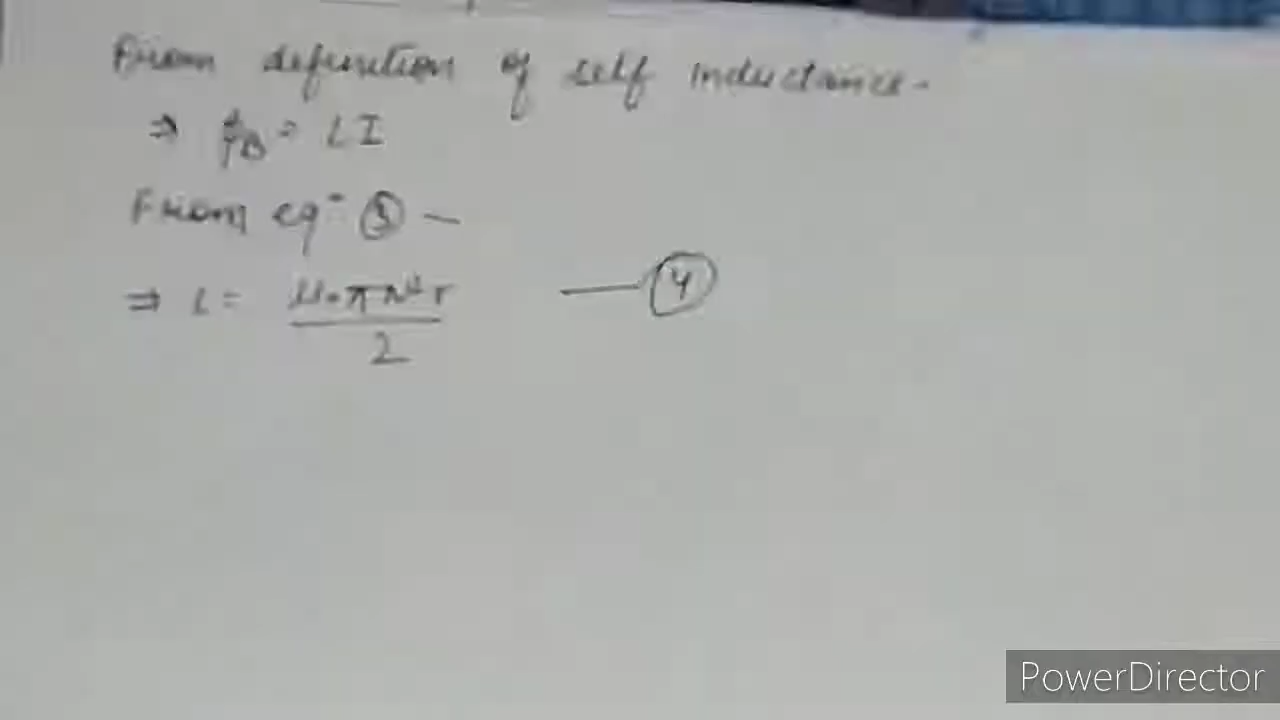 From definition of self inductance -
⇒ ϕB = LI
From eqⁿ ③ —
⇒ L = μ₀πN²r / 2 — ④
PowerDirector